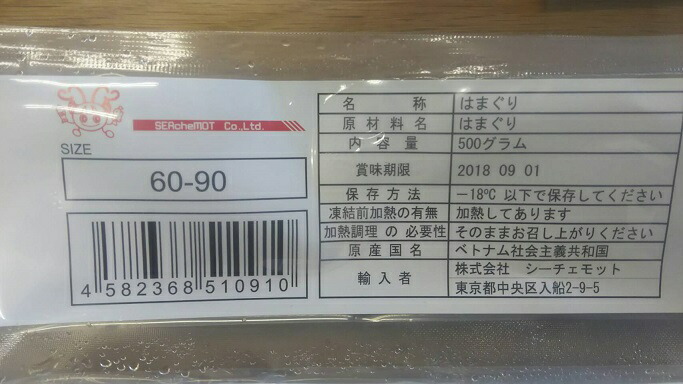 SEAcheMOT Co.,Ltd.
SIZE
60-90
4 582368 510910
名称 はまぐり
原材料名 はまぐり
内容量 500グラム
賞味期限 2018 09 01
保存方法 －18℃ 以下で保存してください
凍結前加熱の有無 加熱してあります
加熱調理の必要性 そのままお召し上がりください
原産国名 ベトナム社会主義共和国
輸入者 株式会社 シーチェモット
東京都中央区入船2-9-5